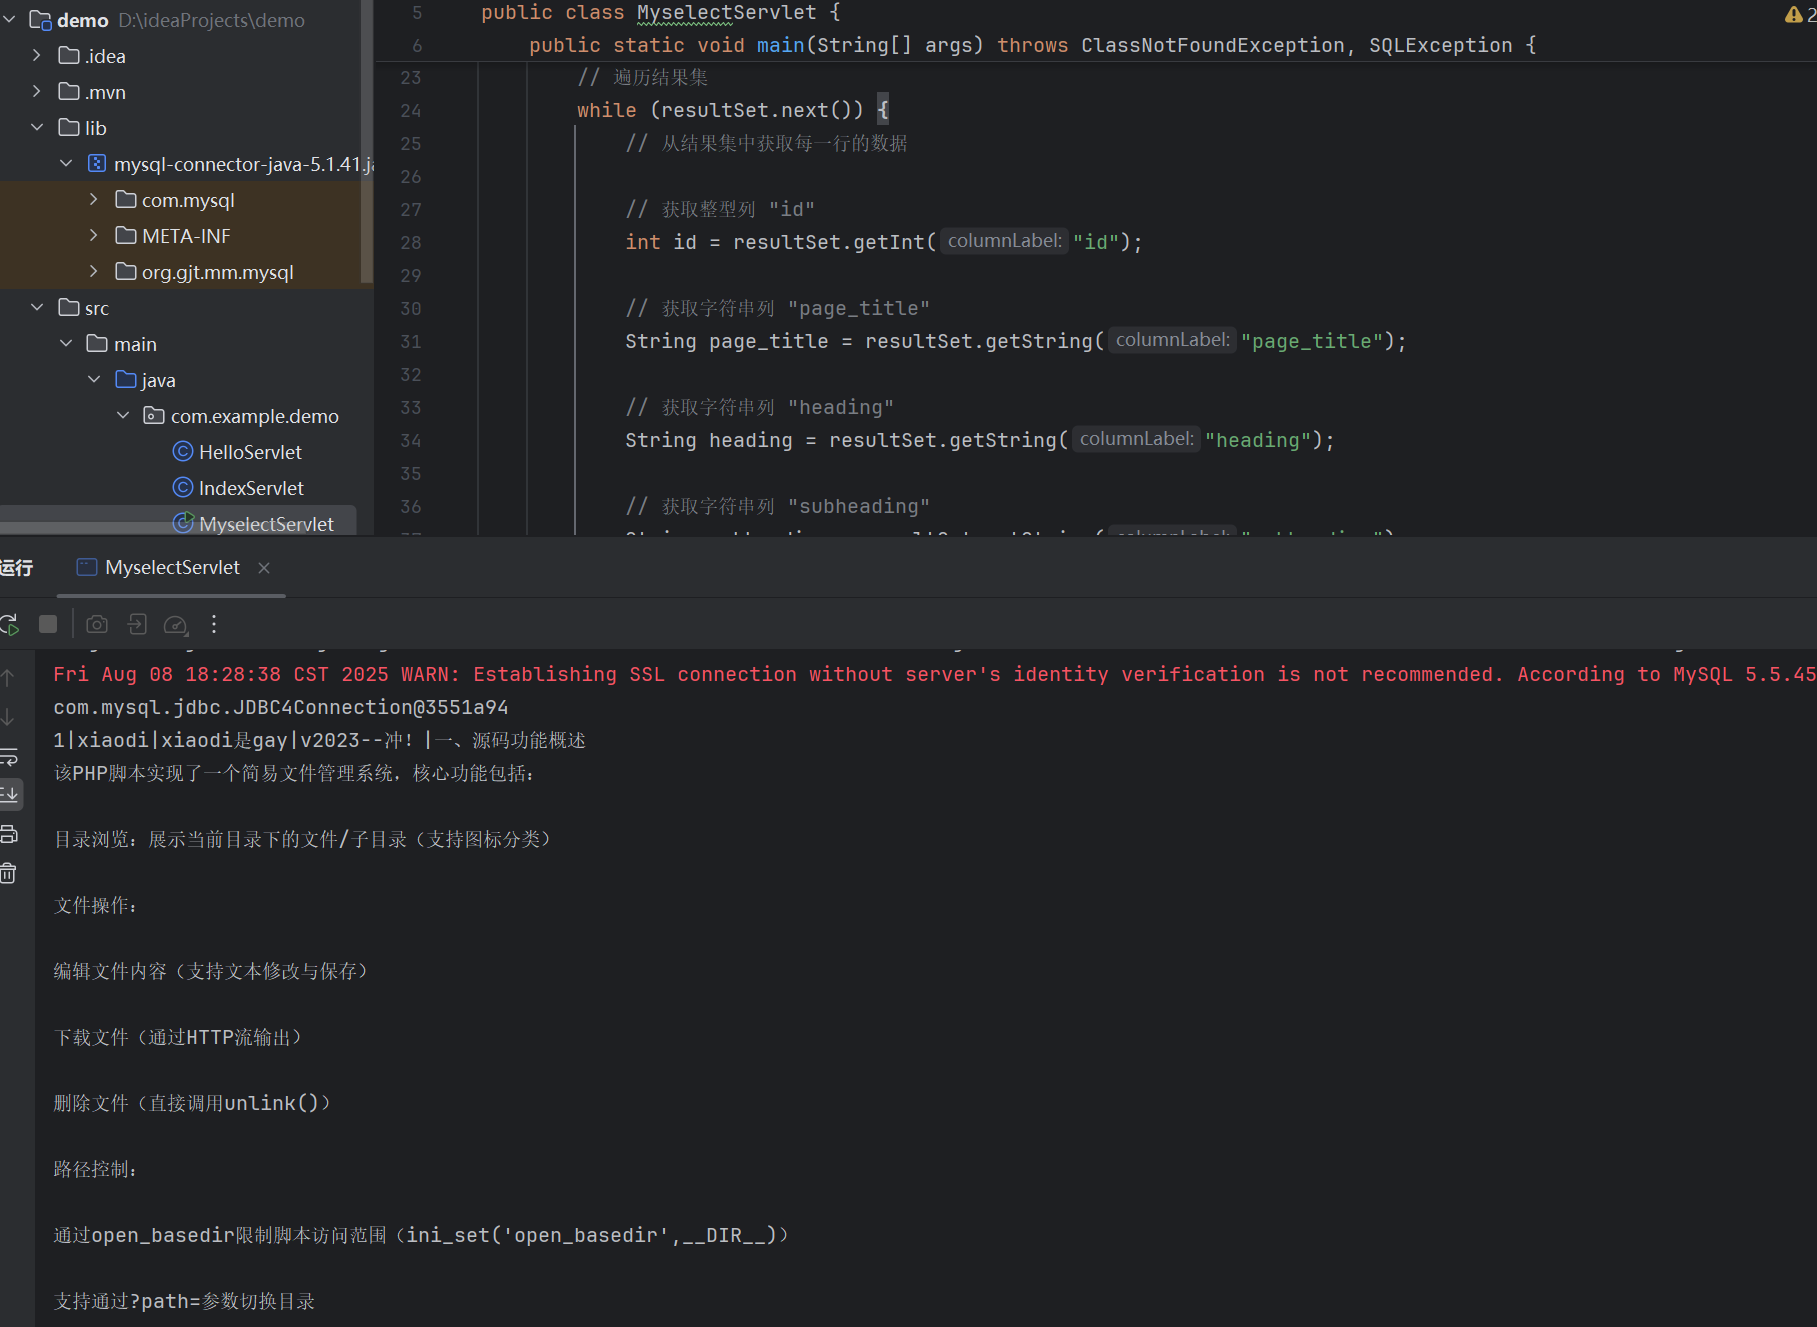 demo D:\ideaProjects\demo
.idea
.mvn
lib
mysql-connector-java-5.1.41.ja
com.mysql
META-INF
org.gjt.mm.mysql
src
main
java
com.example.demo
HelloServlet
IndexServlet
MyselectServlet
5 public class MyselectServlet {
6 public static void main(String[] args) throws ClassNotFoundException, SQLException {
23 // 遍历结果集
24 while (resultSet.next()) {
25 // 从结果集中获取每一行的数据
26
27 // 获取整型列 "id"
28 int id = resultSet.getInt( columnLabel: "id");
29
30 // 获取字符串列 "page_title"
31 String page_title = resultSet.getString( columnLabel: "page_title");
32
33 // 获取字符串列 "heading"
34 String heading = resultSet.getString( columnLabel: "heading");
35
36 // 获取字符串列 "subheading"
2
运行 MyselectServlet
Fri Aug 08 18:28:38 CST 2025 WARN: Establishing SSL connection without server's identity verification is not recommended. According to MySQL 5.5.45
com.mysql.jdbc.JDBC4Connection@3551a94
1|xiaodi|xiaodi是gay|v2023--冲！|一、源码功能概述
该PHP脚本实现了一个简易文件管理系统，核心功能包括：
目录浏览：展示当前目录下的文件/子目录（支持图标分类）
文件操作：
编辑文件内容（支持文本修改与保存）
下载文件（通过HTTP流输出）
删除文件（直接调用unlink()）
路径控制：
通过open_basedir限制脚本访问范围（ini_set('open_basedir',__DIR__)）
支持通过?path=参数切换目录